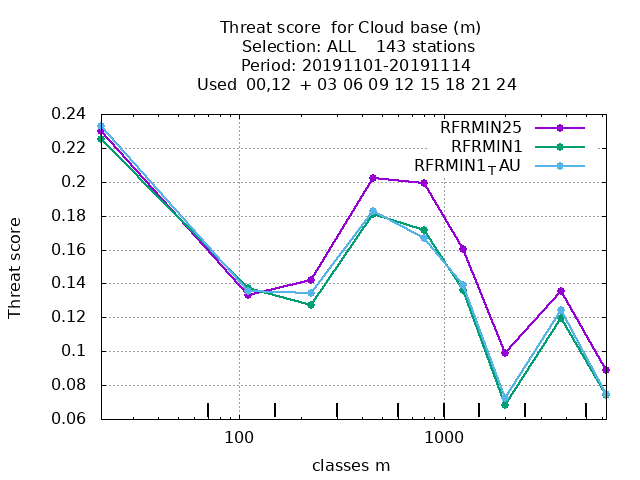 Threat score  for Cloud base (m)
Selection: ALL    143 stations
Period: 20191101-20191114
Used  00,12  + 03 06 09 12 15 18 21 24
0.24
0.22
0.2
0.18
0.16
0.14
0.12
0.1
0.08
0.06
Threat score
RFRMIN25
RFRMIN1
RFRMIN1TAU
100
1000
classes m